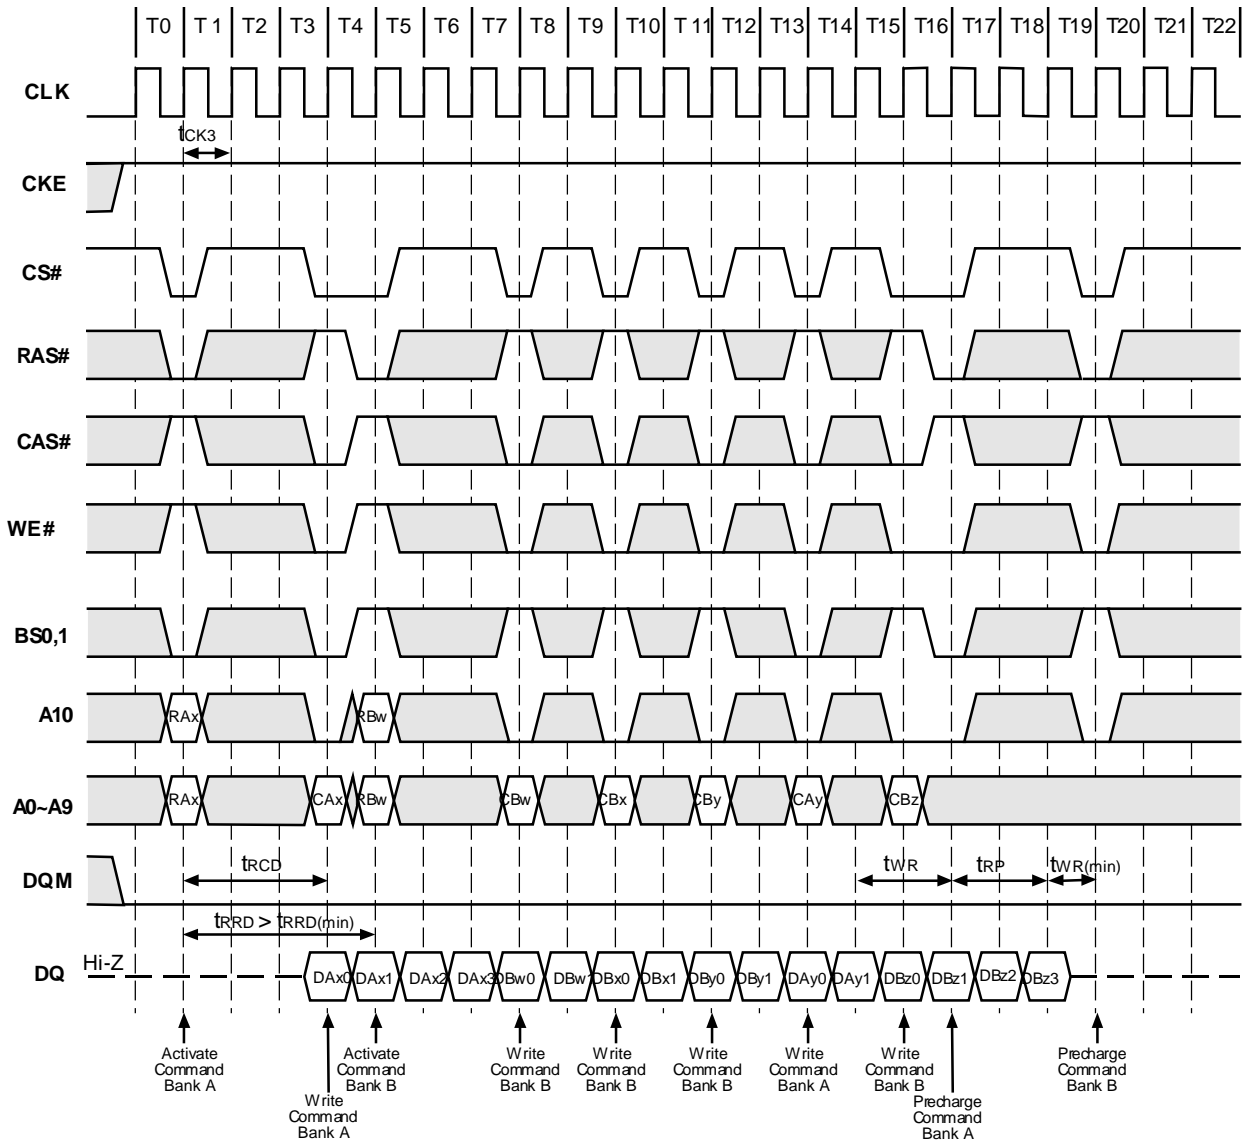 T0 T1 T2 T3 T4 T5 T6 T7 T8 T9 T10 T11 T12 T13 T14 T15 T16 T17 T18 T19 T20 T21 T22
CLK
tCK3
CKE
CS#
RAS#
CAS#
WE#
BS0,1
A10
RAx RBw
A0~A9
RAx CAx RBw CBw CBx CBy CAy CBz
DQM
tRCD tWR tRP tWR(min)
tRRD > tRRD(min)
DQ
Hi-Z
DAx0 DAx1 DAx2 DAx3 DBw0 DBw1 DBx0 DBx1 DBy0 DBy1 DAy0 DAy1 DBz0 DBz1 DBz2 DBz3
Activate
Command
Bank A
Write
Command
Bank A
Activate
Command
Bank B
Write
Command
Bank B
Write
Command
Bank B
Write
Command
Bank B
Write
Command
Bank A
Write
Command
Bank B
Precharge
Command
Bank A
Precharge
Command
Bank B